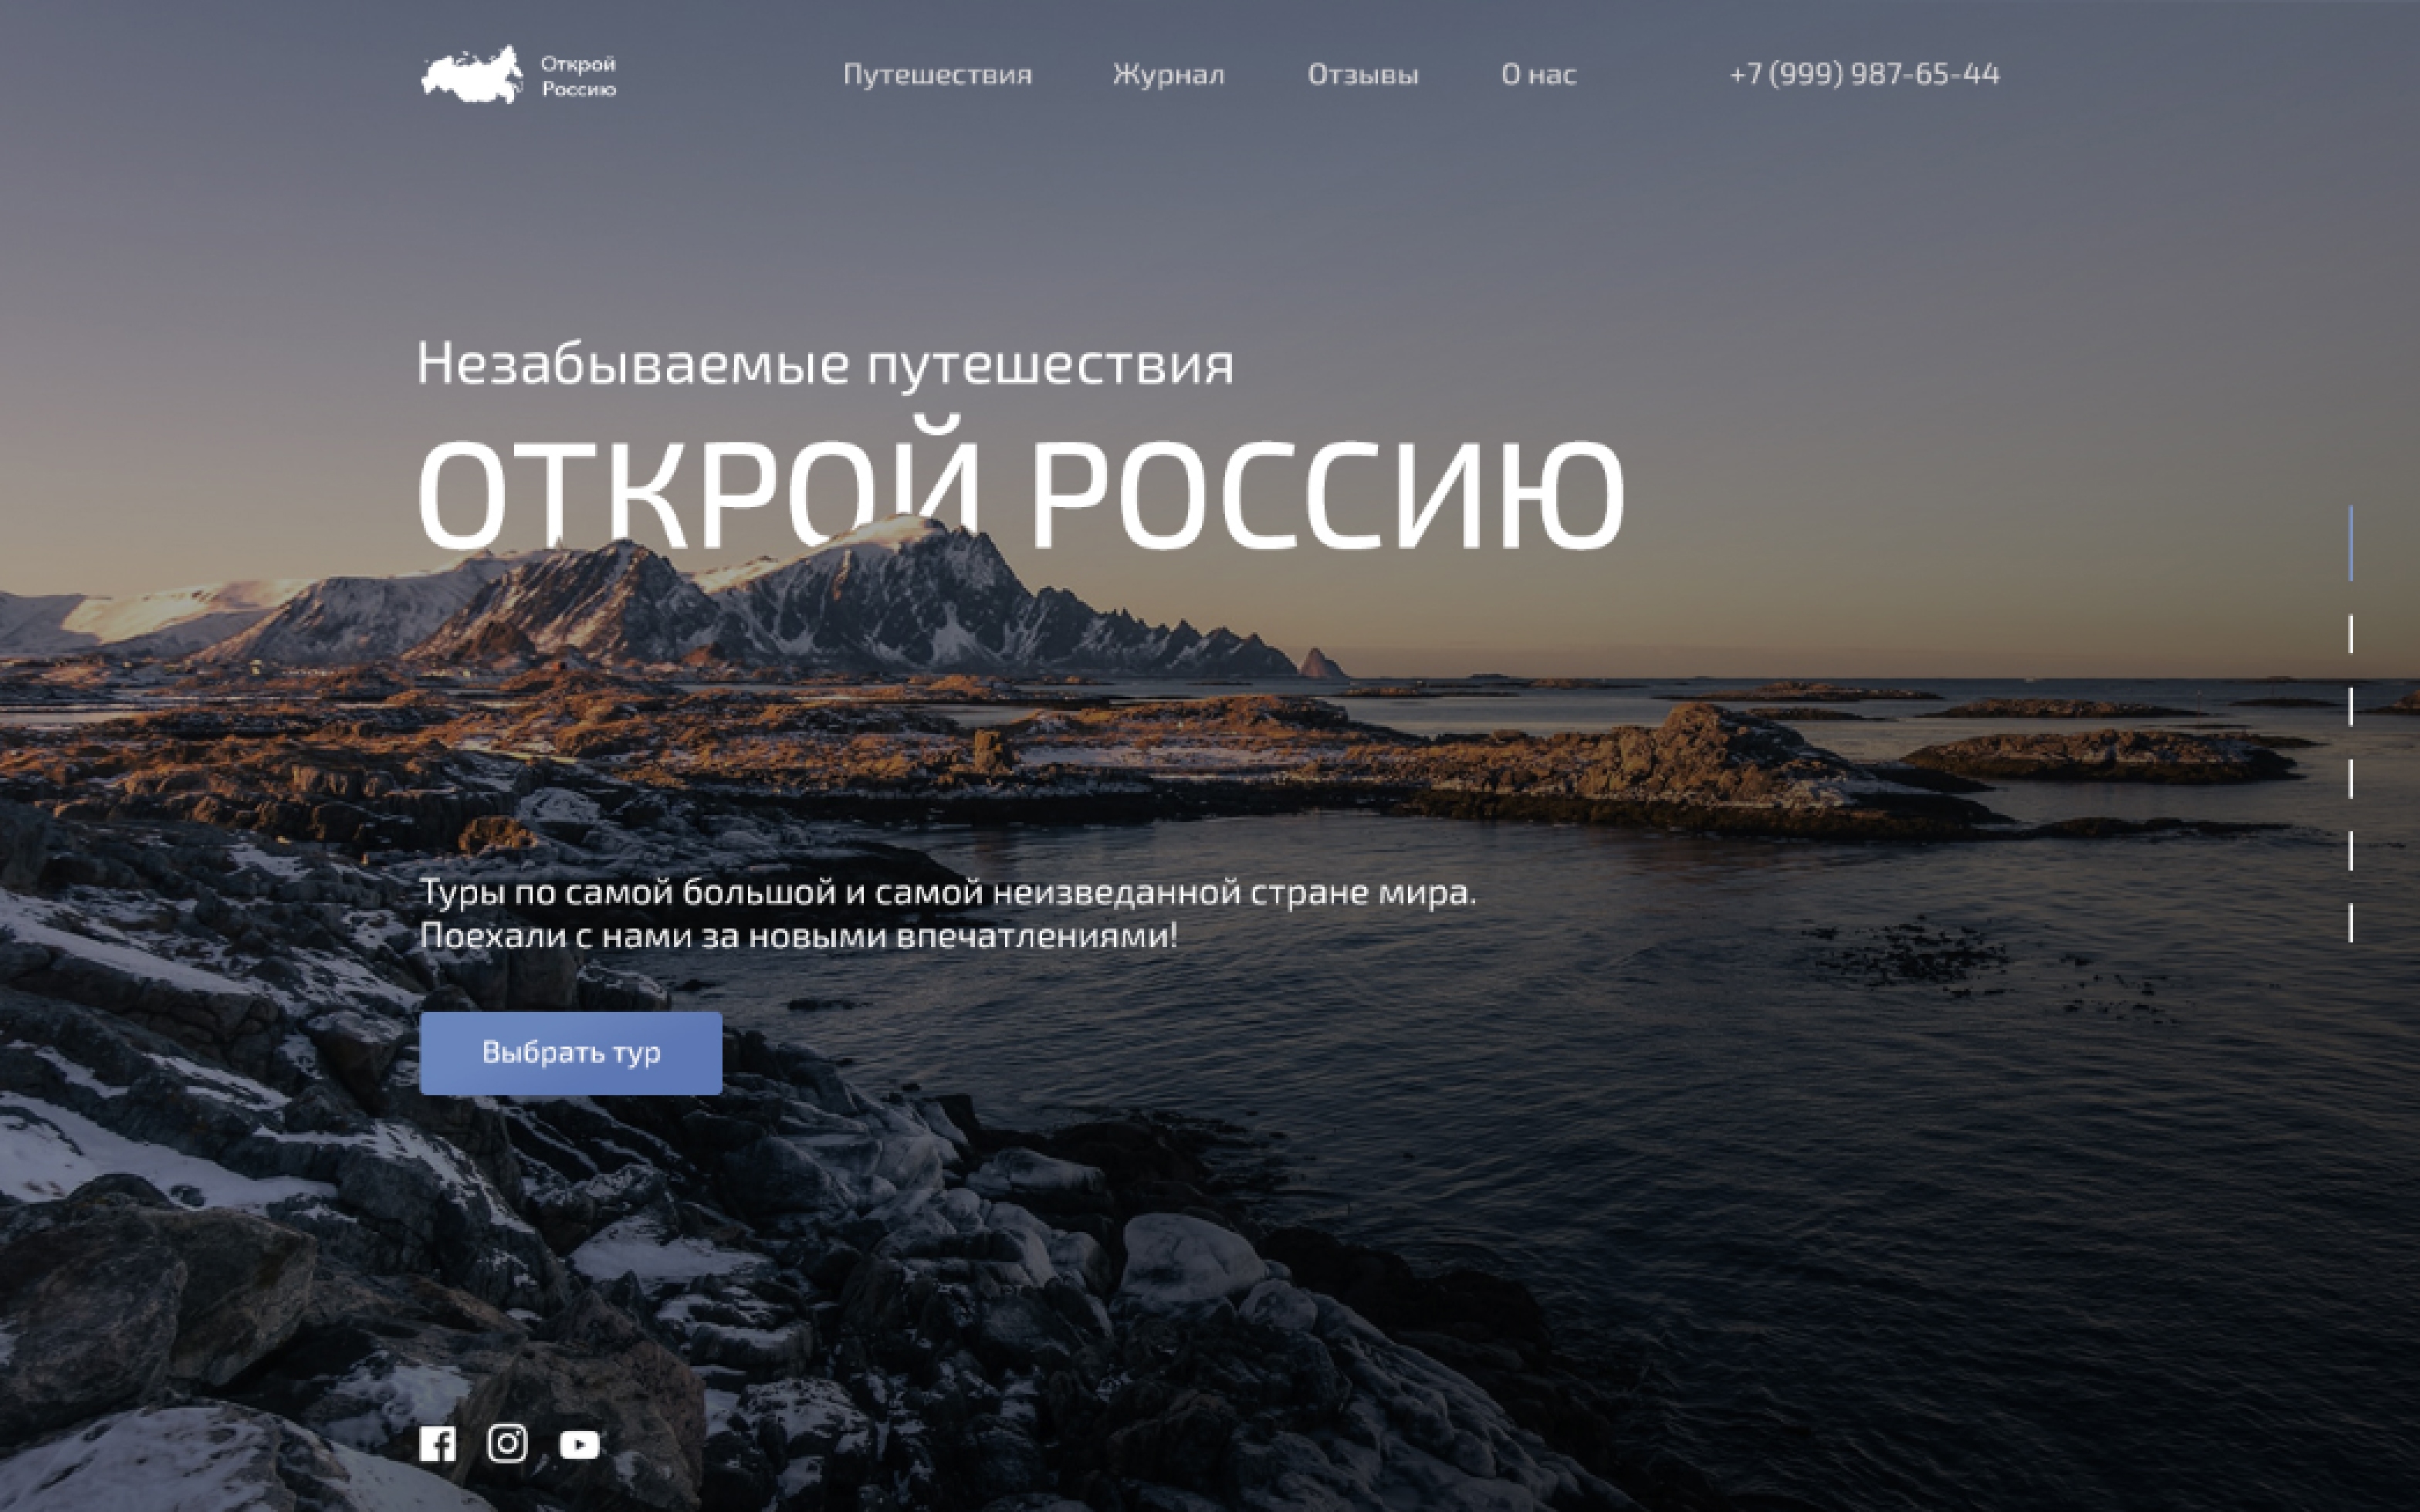 Открой
Россию
Путешествия
Журнал
Отзывы
О нас
+7 (999) 987-65-44
Незабываемые путешествия
ОТКРОЙ РОССИЮ
Туры по самой большой и самой неизведанной стране мира.
Поехали с нами за новыми впечатлениями!
Выбрать тур